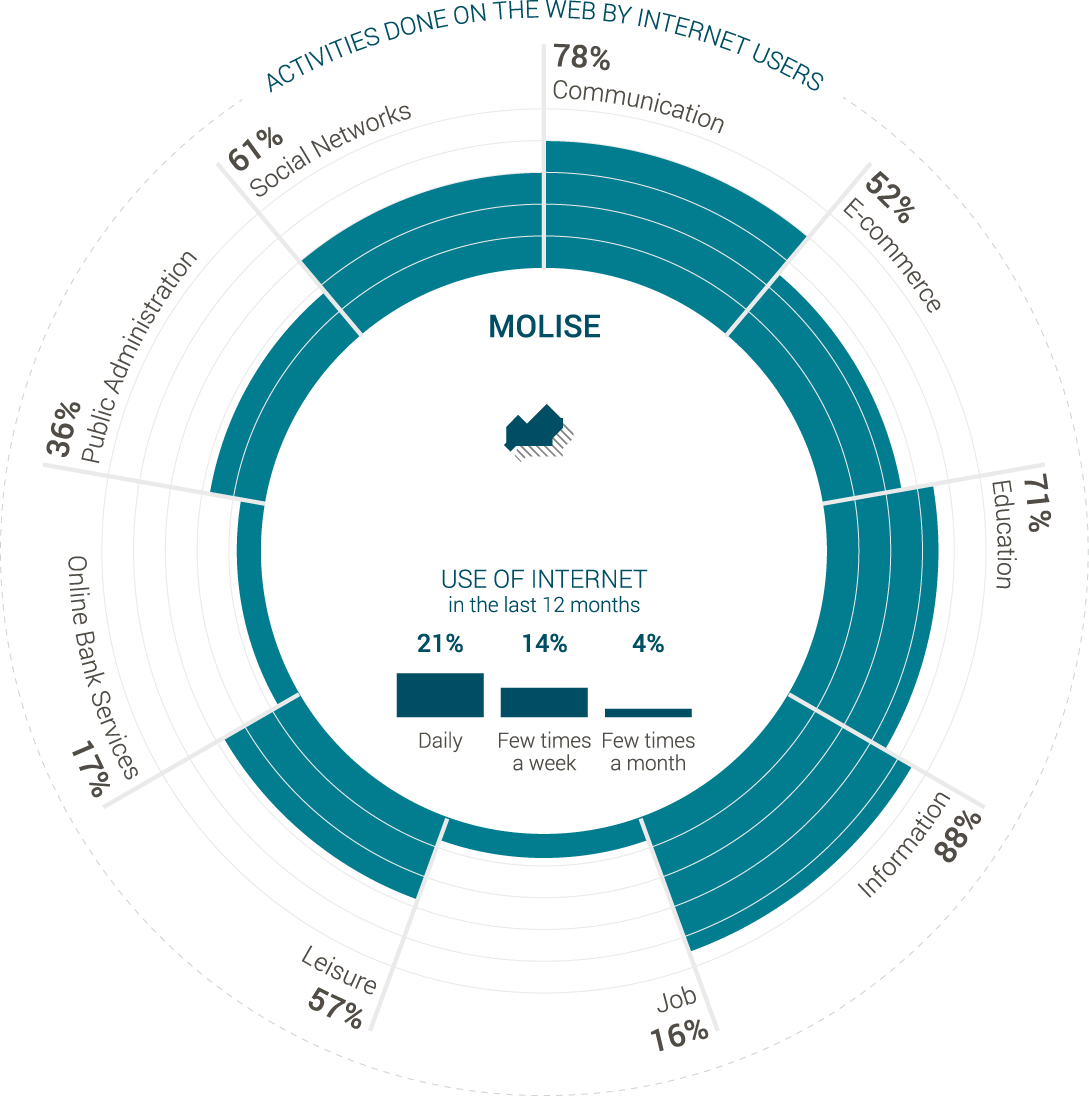 ACTIVITIES DONE ON THE WEB BY INTERNET USERS
78%
Communication
52%
E-commerce
71%
Education
Information
88%
Job
16%
Leisure
57%
Online Bank Services
17%
36%
Public Administration
61%
Social Networks
MOLISE
USE OF INTERNET
in the last 12 months
21%
14%
4%
Daily
Few times
a week
Few times
a month